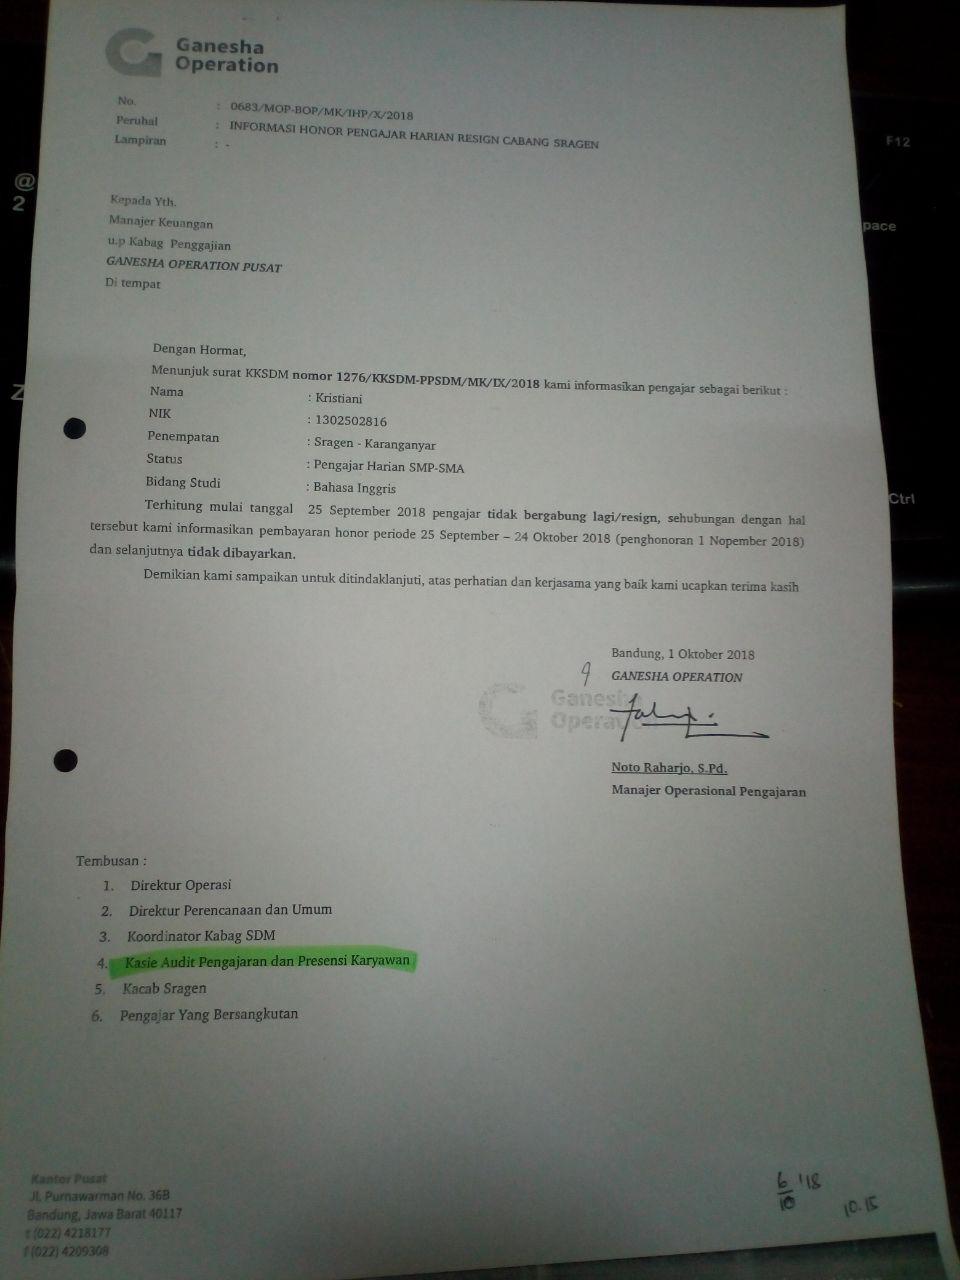 Ganesha
Operation
No. : 0683/MOP-BOP/MK/IHP/X/2018
Peruhal : INFORMASI HONOR PENGAJAR HARIAN RESIGN CABANG SRAGEN
Lampiran : -
Kepada Yth.
Manajer Keuangan
u.p Kabag Penggajian
GANESHA OPERATION PUSAT
Di tempat
Dengan Hormat,
Menunjuk surat KKSDM nomor 1276/KKSDM-PPSDM/MK/IX/2018 kami informasikan pengajar sebagai berikut :
Nama : Kristiani
NIK : 1302502816
Penempatan : Sragen - Karanganyar
Status : Pengajar Harian SMP-SMA
Bidang Studi : Bahasa Inggris
Terhitung mulai tanggal 25 September 2018 pengajar tidak bergabung lagi/resign, sehubungan dengan hal
tersebut kami informasikan pembayaran honor periode 25 September – 24 Oktober 2018 (penghonoran 1 Nopember 2018)
dan selanjutnya tidak dibayarkan.
Demikian kami sampaikan untuk ditindaklanjuti, atas perhatian dan kerjasama yang baik kami ucapkan terima kasih
Bandung, 1 Oktober 2018
GANESHA OPERATION
Ganesha
Operation
Noto Raharjo, S.Pd.
Manajer Operasional Pengajaran
Tembusan :
1. Direktur Operasi
2. Direktur Perencanaan dan Umum
3. Koordinator Kabag SDM
4. Kasie Audit Pengajaran dan Presensi Karyawan
5. Kacab Sragen
6. Pengajar Yang Bersangkutan
Kantor Pusat
Jl. Purnawarman No. 36B
Bandung, Jawa Barat 40117
t (022) 4218177
f (022) 4209308
6/10 '18
10.15
@
2
Z
F12
pace
Ctrl